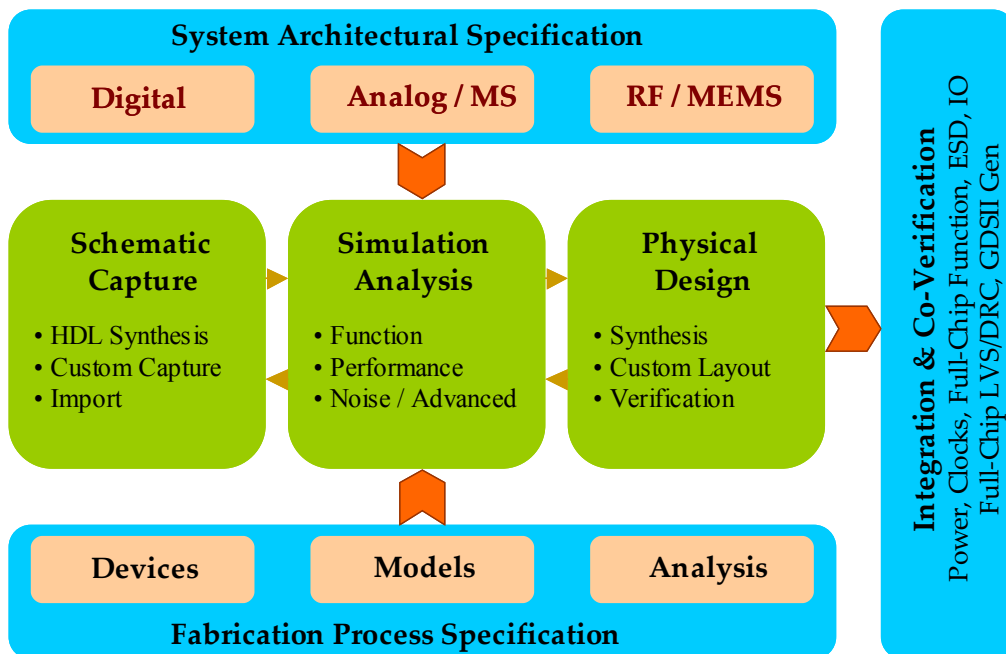 System Architectural Specification
Digital
Analog / MS
RF / MEMS
Schematic
Capture
• HDL Synthesis
• Custom Capture
• Import
Simulation
Analysis
• Function
• Performance
• Noise / Advanced
Physical
Design
• Synthesis
• Custom Layout
• Verification
Devices
Models
Analysis
Fabrication Process Specification
Integration & Co-Verification
Power, Clocks, Full-Chip Function, ESD, IO
Full-Chip LVS/DRC, GDSII Gen